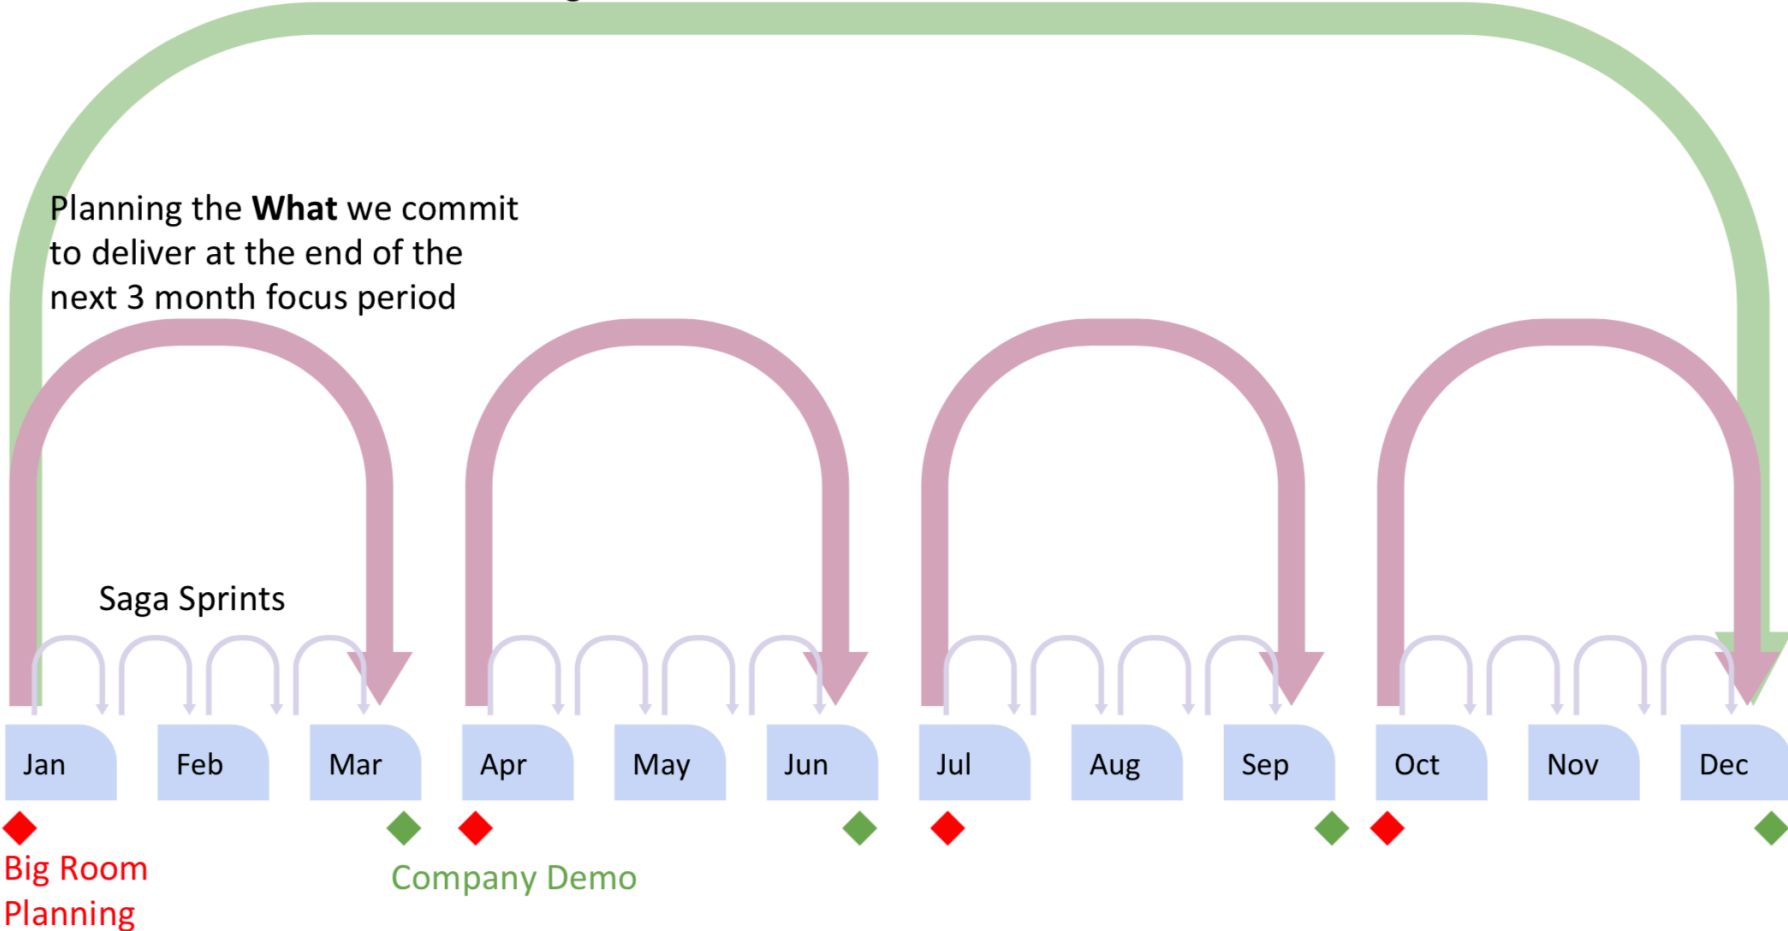 Planning the What we commit
to deliver at the end of the
next 3 month focus period
Saga Sprints
Jan
Feb
Mar
Apr
May
Jun
Jul
Aug
Sep
Oct
Nov
Dec
Big Room
Planning
Company Demo